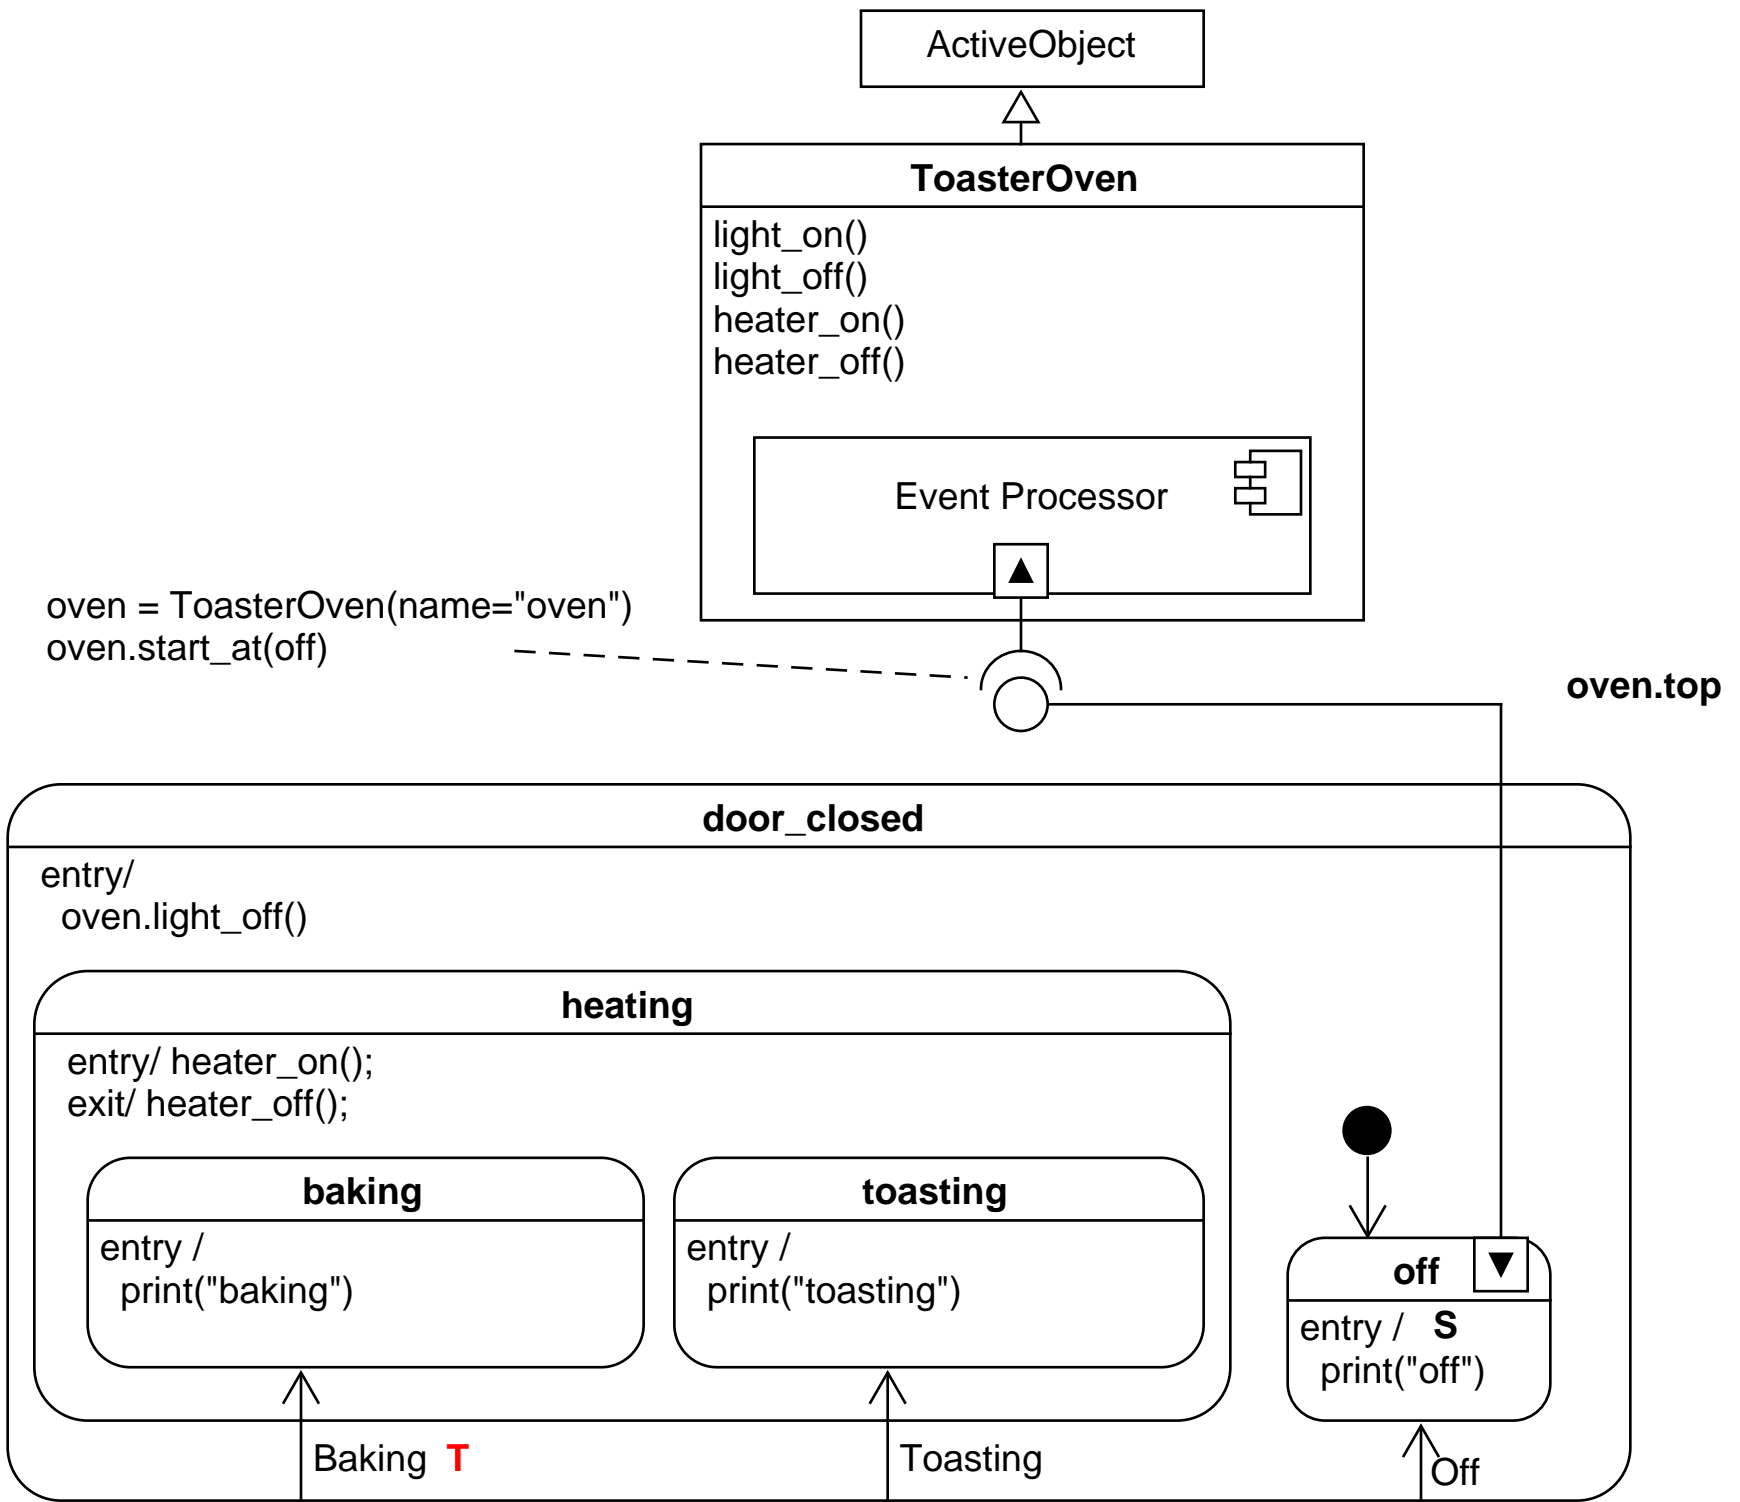 ActiveObject
ToasterOven
light_on()
light_off()
heater_on()
heater_off()
Event Processor
oven = ToasterOven(name="oven")
oven.start_at(off)
oven.top
door_closed
entry/
oven.light_off()
heating
entry/ heater_on();
exit/ heater_off();
baking
entry /
print("baking")
toasting
entry /
print("toasting")
off
entry / S
print("off")
Baking T
Toasting
Off